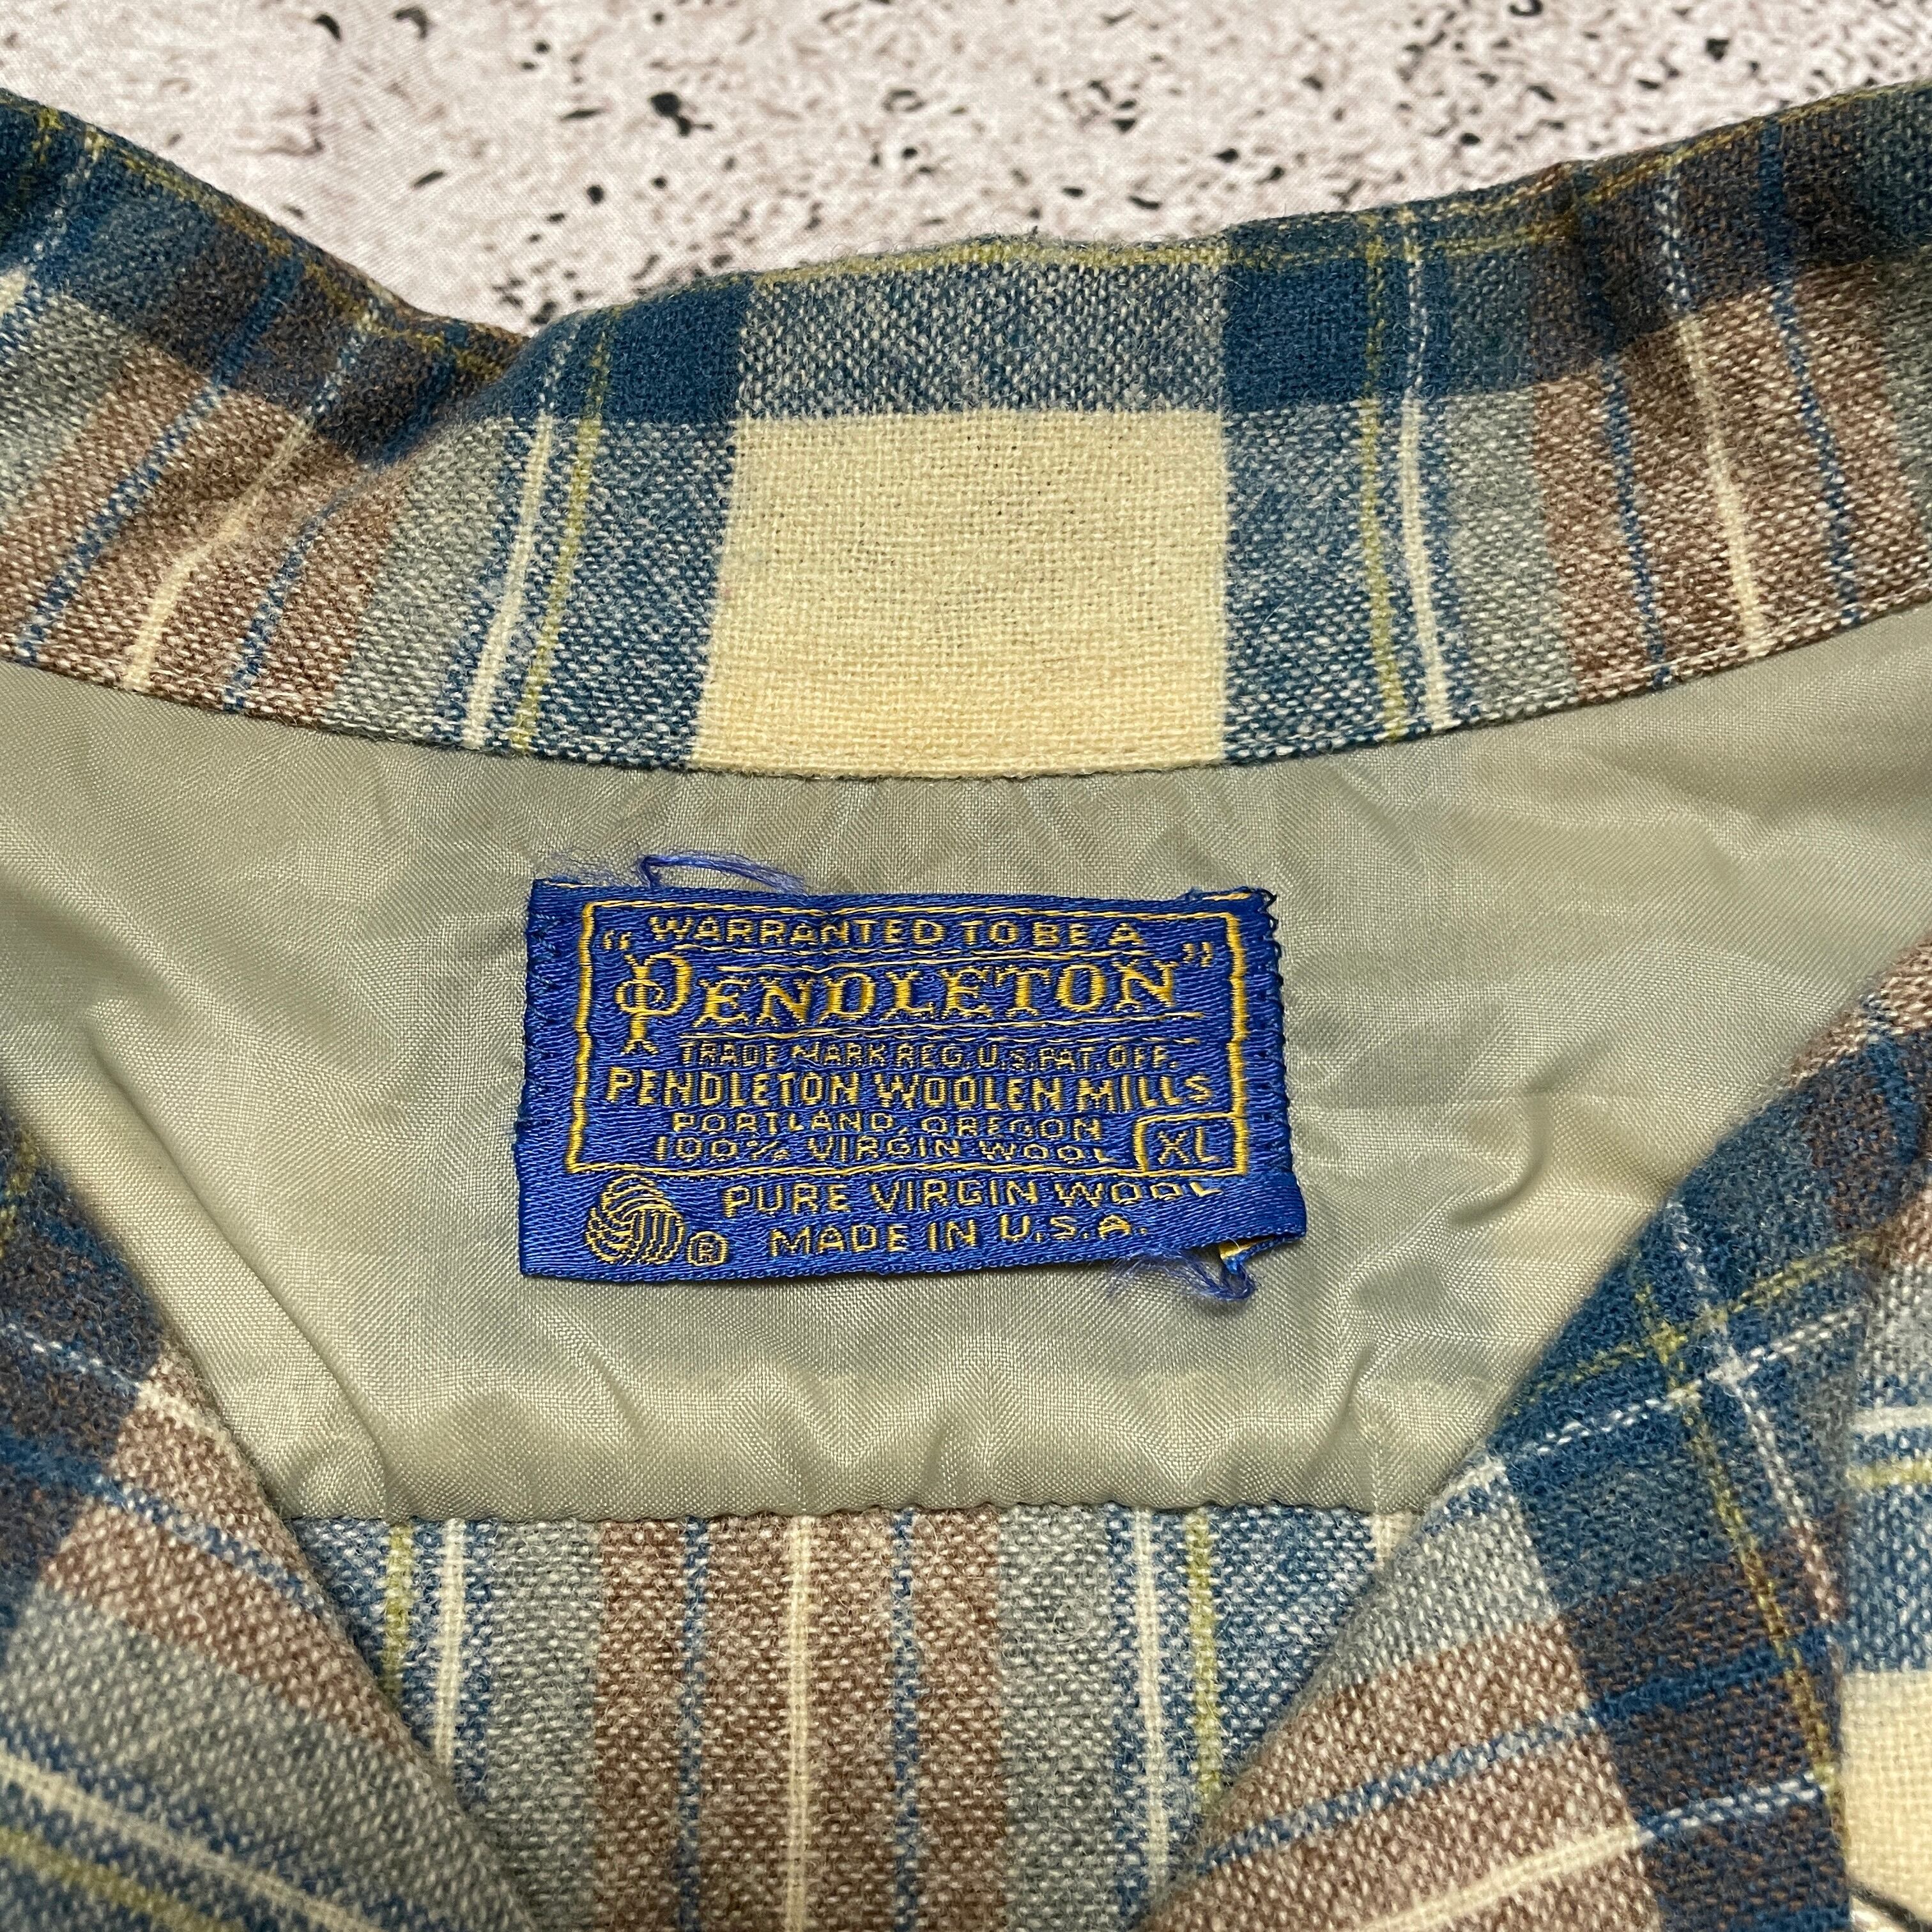 WARRANTED TO BE A
"PENDLETON"
TRADE MARK REG. U.S. PAT. OFF.
PENDLETON WOOLEN MILLS
PORTLAND, OREGON
100% VIRGIN WOOL XL
PURE VIRGIN WOOL
® MADE IN U.S.A.